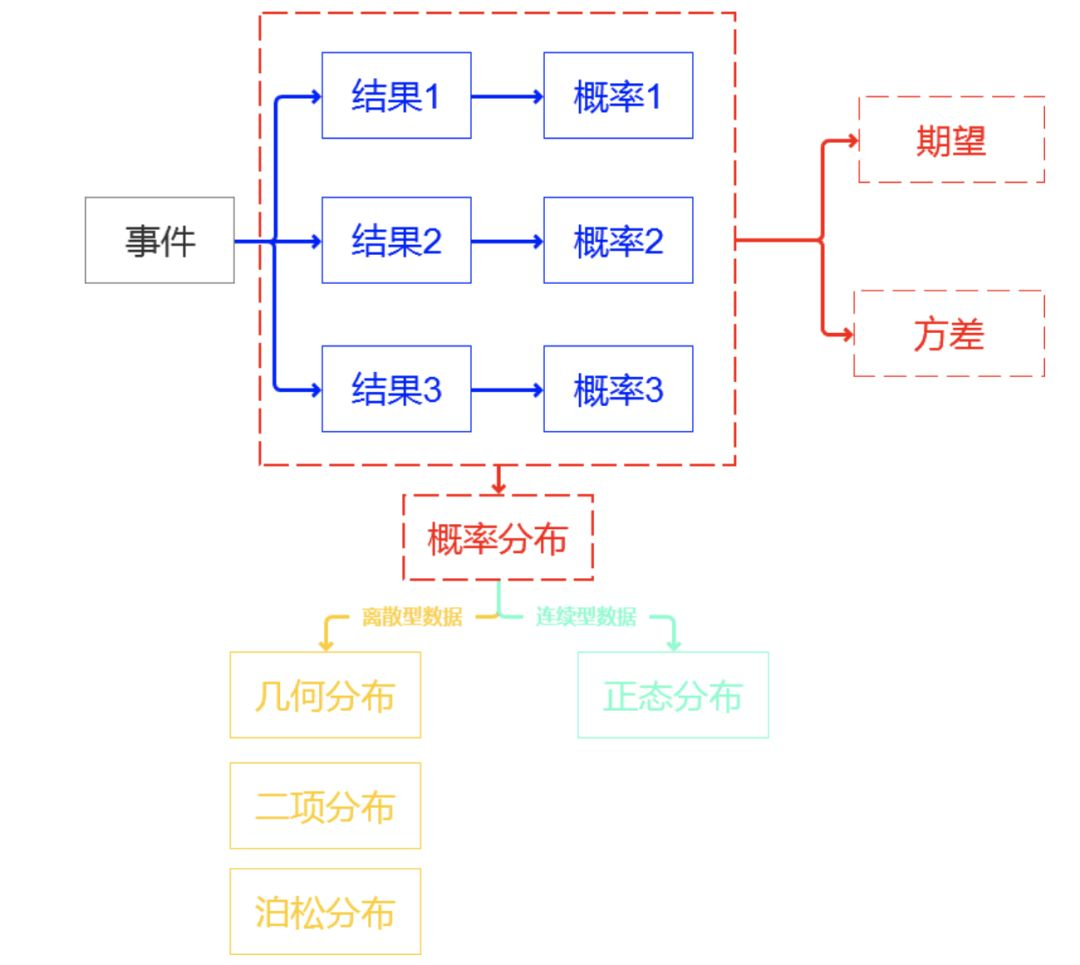 结果1
概率1
期望
事件
结果2
概率2
方差
结果3
概率3
概率分布
离散型数据
连续型数据
几何分布
正态分布
二项分布
泊松分布